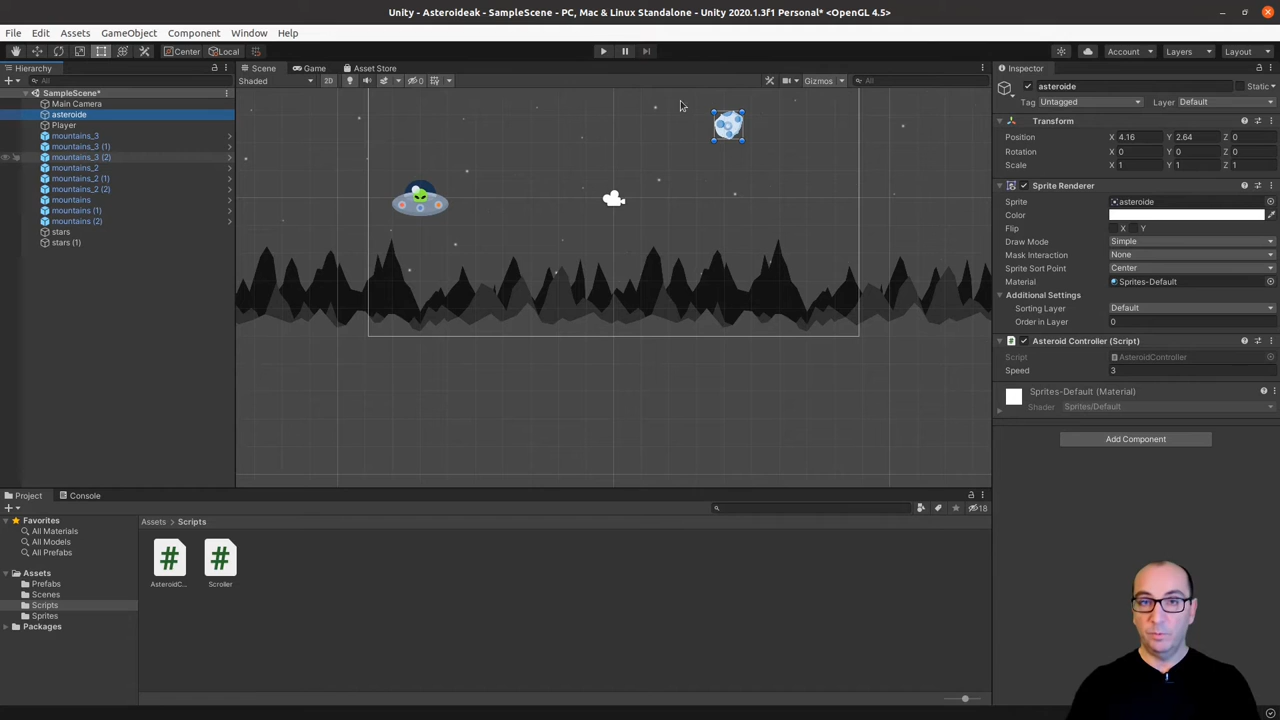 Unity - Asteroideak - SampleScene - PC, Mac & Linux Standalone - Unity 2020.1.3f1 Personal* <OpenGL 4.5>
File Edit Assets GameObject Component Window Help
Center Local Account Layers Layout
Hierarchy
All
SampleScene*
Main Camera
asteroide
Player
mountains_3
mountains_3 (1)
mountains_3 (2)
mountains_2
mountains_2 (1)
mountains_2 (2)
mountains
mountains (1)
mountains (2)
stars
stars (1)
Scene Game Asset Store
Shaded 2D 0 Gizmos All
Inspector
asteroide Static
Tag Untagged Layer Default
Transform
Position X 4.16 Y 2.64 Z 0
Rotation X 0 Y 0 Z 0
Scale X 1 Y 1 Z 1
Sprite Renderer
Sprite asteroide
Color
Flip X Y
Draw Mode Simple
Mask Interaction None
Sprite Sort Point Center
Material Sprites-Default
Additional Settings
Sorting Layer Default
Order in Layer 0
Asteroid Controller (Script)
Script AsteroidController
Speed 3
Sprites-Default (Material)
Shader Sprites/Default
Add Component
Project Console
18
Favorites
All Materials
All Models
All Prefabs
Assets
Prefabs
Scenes
Scripts
Sprites
Packages
Assets > Scripts
# #
AsteroidC... Scroller